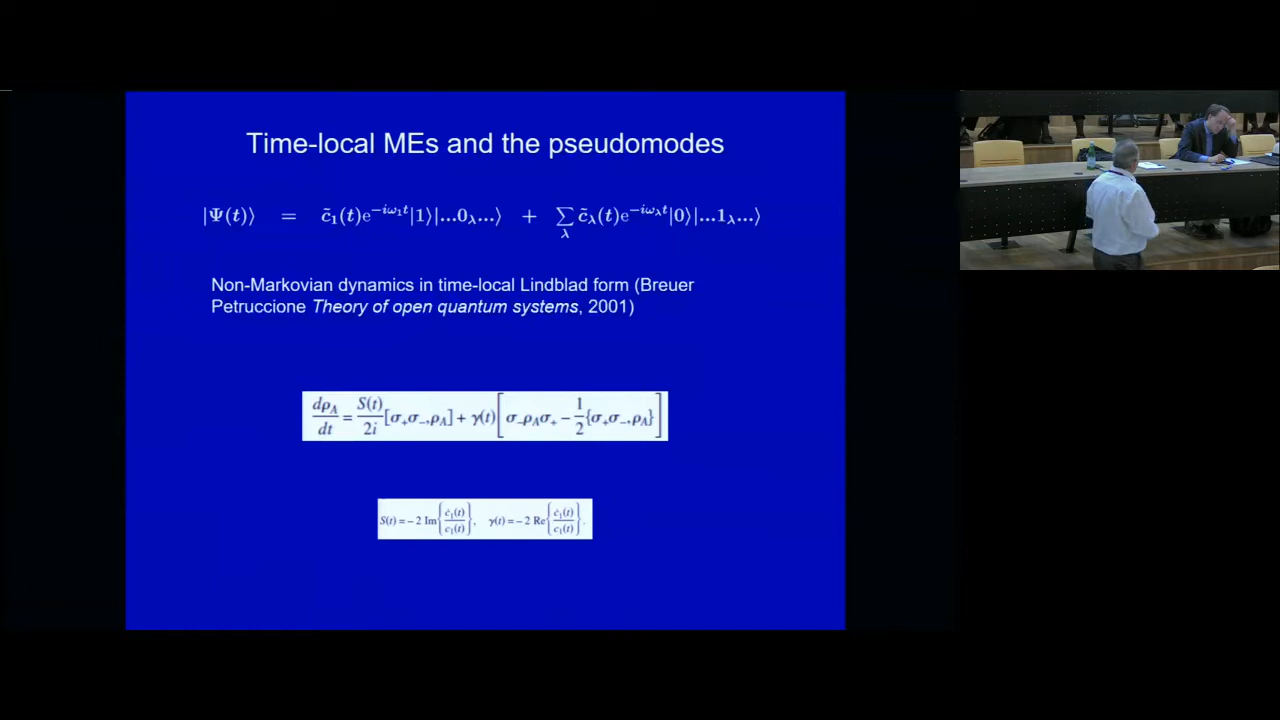 Time-local MEs and the pseudomodes
|Ψ(t)⟩ = c̃₁(t)e^{-iω₁t}|1⟩|...0_λ...⟩ + ∑_λ c̃_λ(t)e^{-iω_λt}|0⟩|...1_λ...⟩
Non-Markovian dynamics in time-local Lindblad form (Breuer
Petruccione Theory of open quantum systems, 2001)
dρ_A/dt = S(t)/2i [σ₊σ₋,ρ_A] + γ(t)[σ₋ρ_Aσ₊ − 1/2{σ₊σ₋,ρ_A}]
S(t) = −2 Im{ċ₁(t)/c₁(t)}, γ(t) = −2 Re{ċ₁(t)/c₁(t)}.